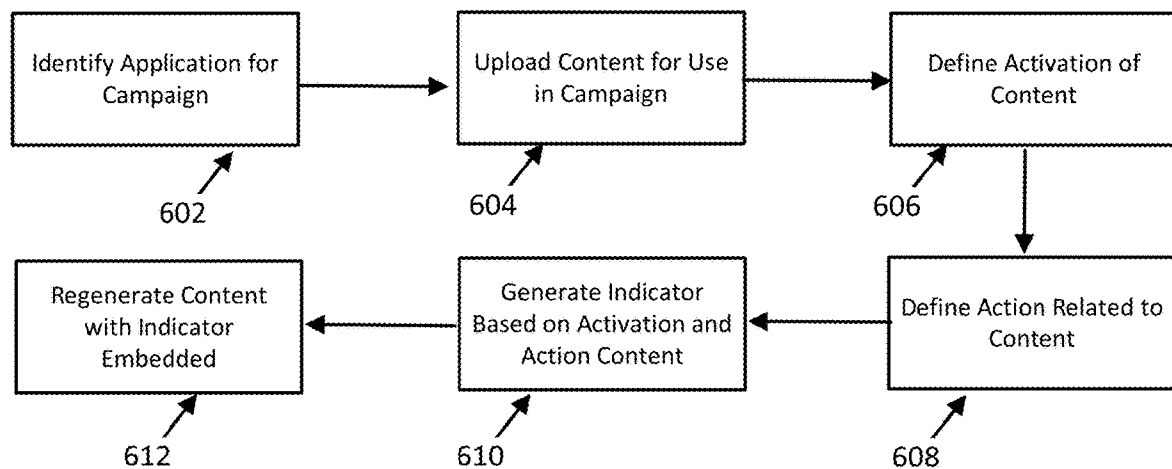 Identify Application for
Campaign
602
Upload Content for Use
in Campaign
604
Define Activation of
Content
606
Define Action Related to
Content
608
Generate Indicator
Based on Activation and
Action Content
610
Regenerate Content
with Indicator
Embedded
612